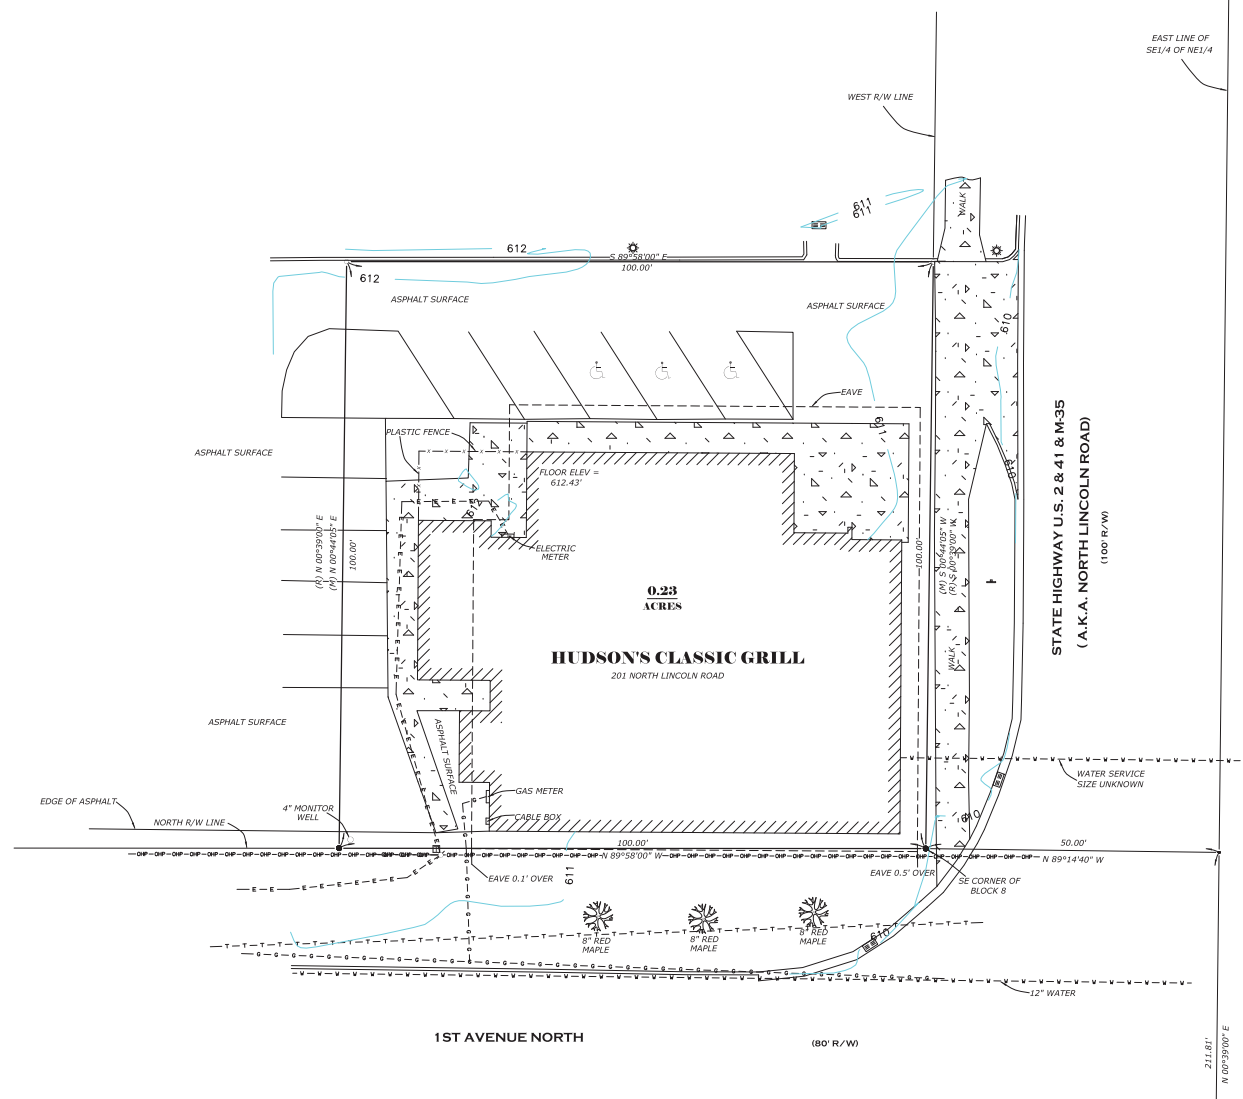 EAST LINE OF
SE1/4 OF NE1/4
WEST R/W LINE
WALK
611
611
612
S 89°58'00" E
100.00'
612
ASPHALT SURFACE
ASPHALT SURFACE
610
EAVE
611
PLASTIC FENCE
ASPHALT SURFACE
FLOOR ELEV =
612.43'
612
610
STATE HIGHWAY U.S. 2 & 41 & M-35
( A.K.A. NORTH LINCOLN ROAD)
(100' R/W)
(R) N 00°39'00" E
(M) N 00°44'05" E
100.00'
ELECTRIC
METER
100.00'
(M) S 00°44'05" W
(R) S 00°39'00" W
0.23
ACRES
HUDSON'S CLASSIC GRILL
201 NORTH LINCOLN ROAD
WALK
ASPHALT SURFACE
ASPHALT SURFACE
WATER SERVICE
SIZE UNKNOWN
GAS METER
EDGE OF ASPHALT
4" MONITOR
WELL
NORTH R/W LINE
CABLE BOX
610
100.00'
N 89°58'00" W
50.00'
N 89°14'40" W
EAVE 0.1' OVER
611
EAVE 0.5' OVER
SE CORNER OF
BLOCK 8
8" RED
MAPLE
8" RED
MAPLE
8" RED
MAPLE
610
12" WATER
1ST AVENUE NORTH
(80' R/W)
211.81'
N 00°39'00" E